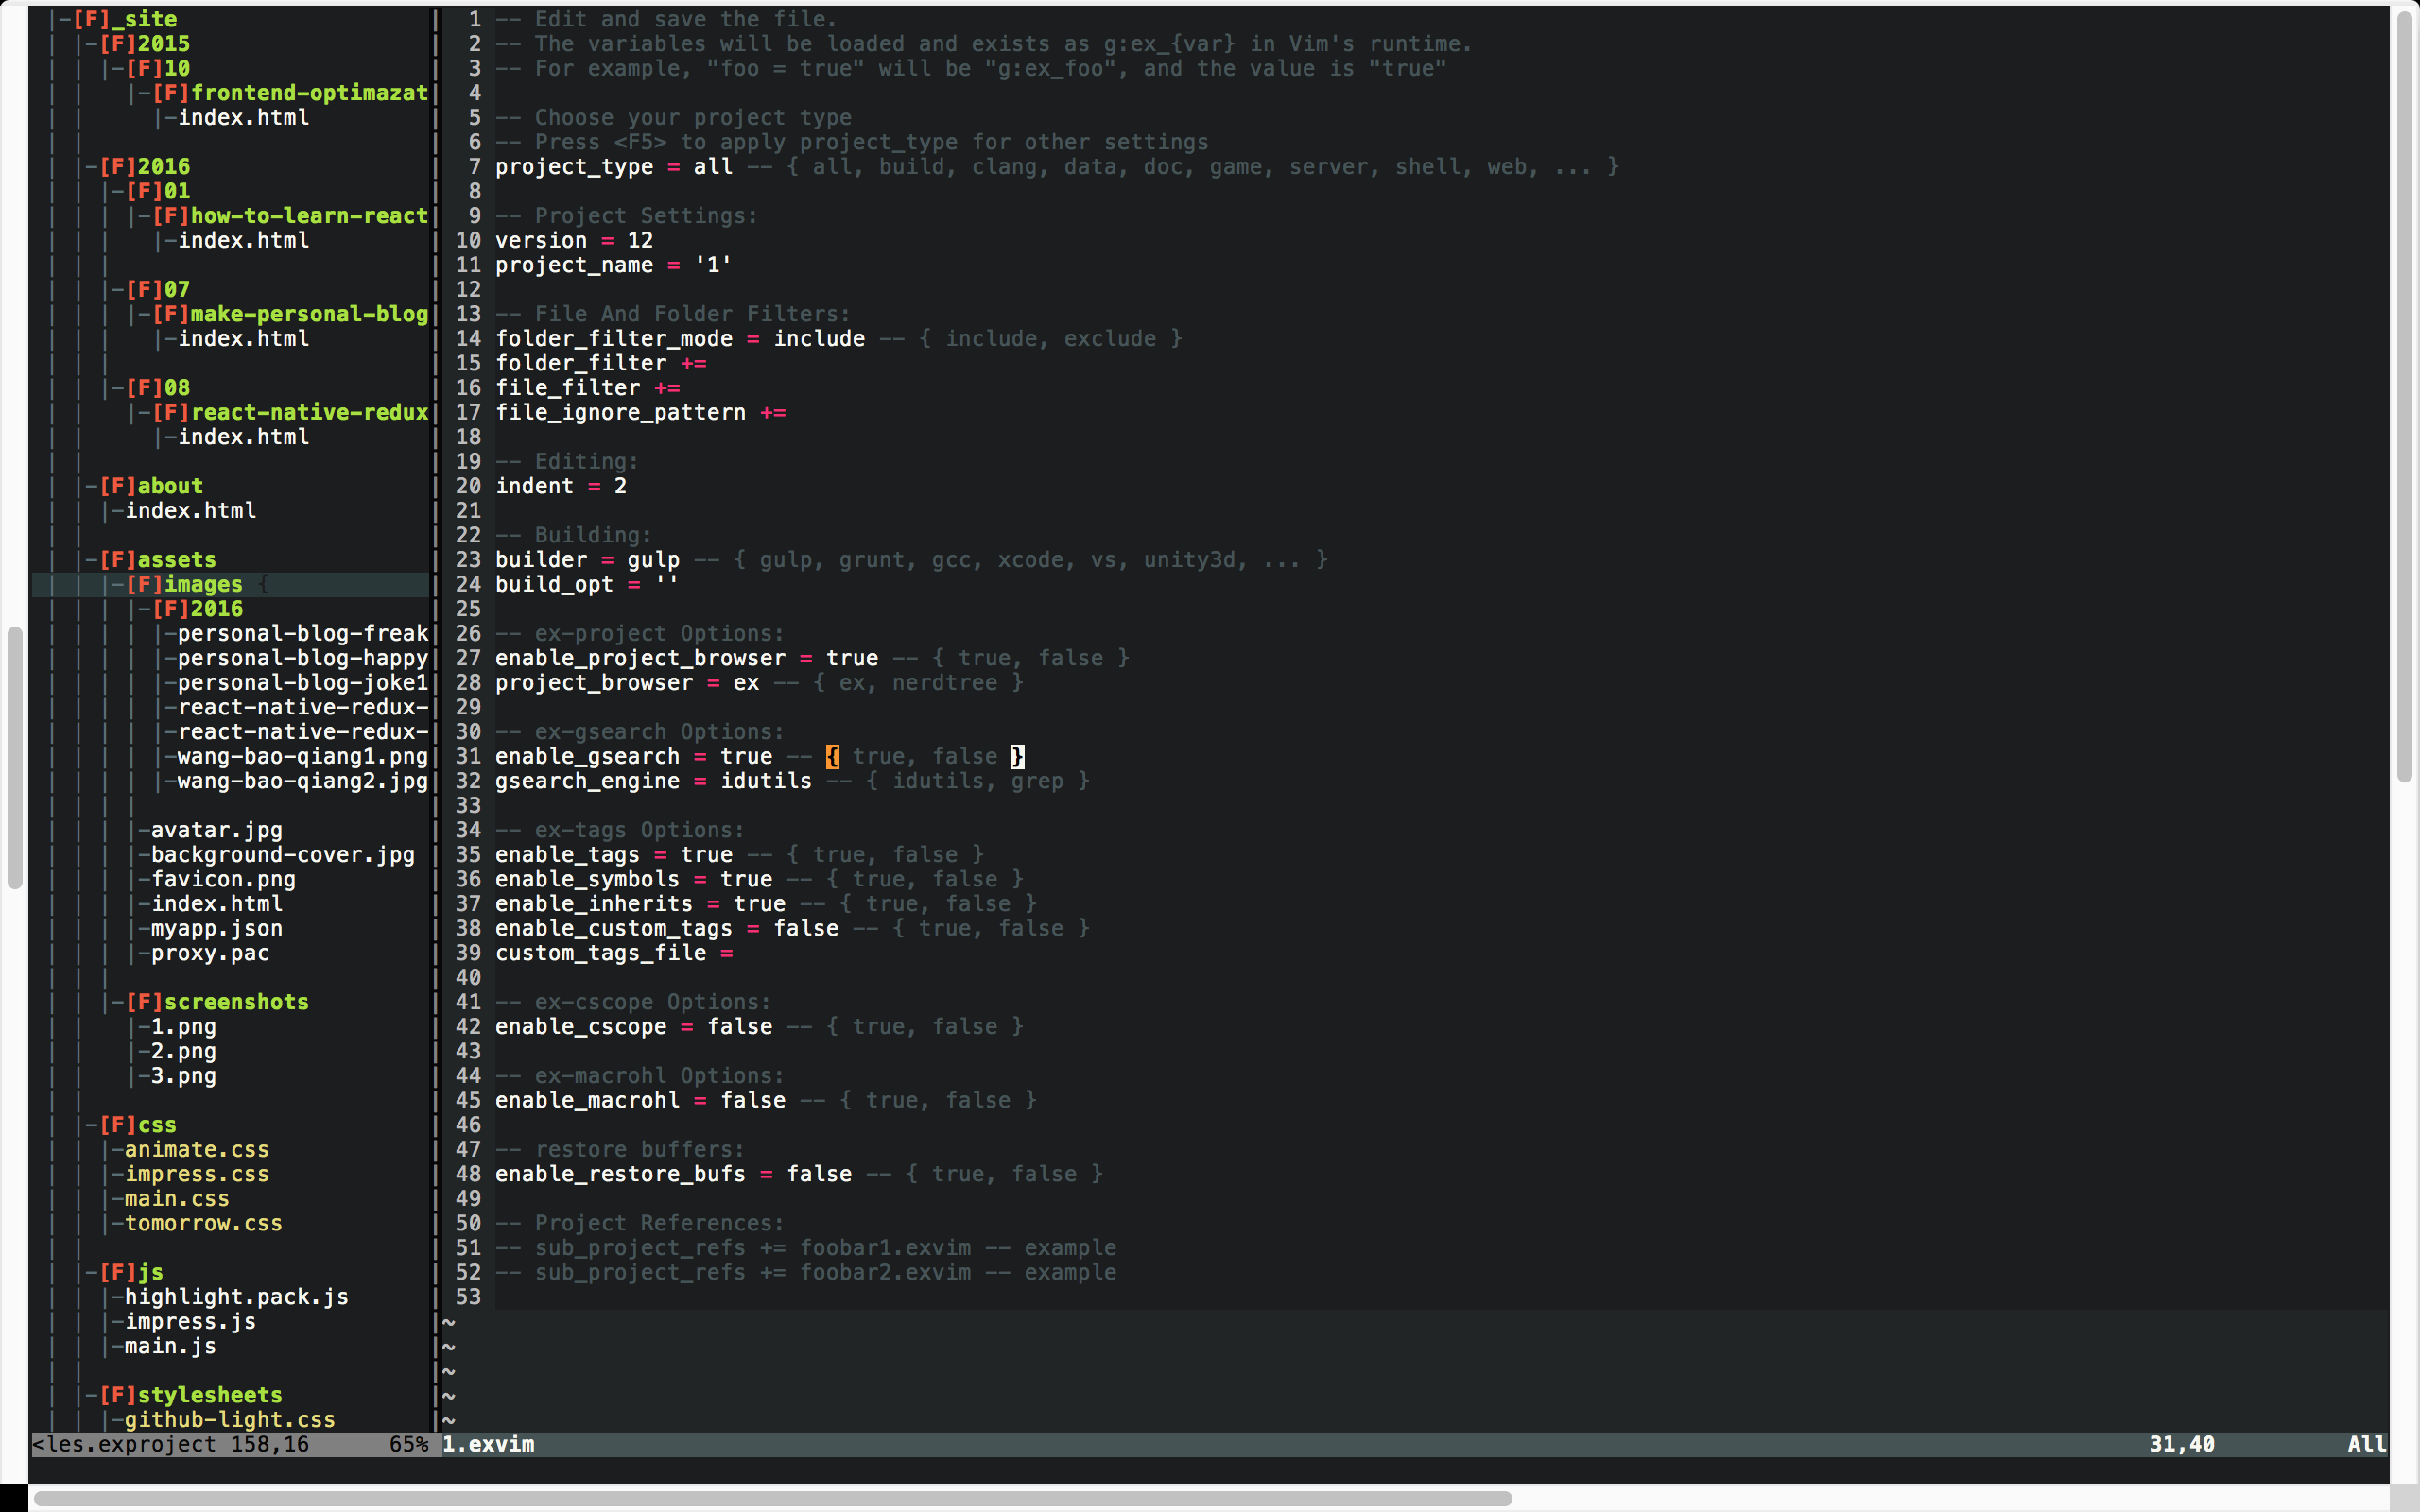 |-[F]_site
| |-[F]2015
| | |-[F]10
| |   |-[F]frontend-optimazat
| |     |-index.html
| |
| |-[F]2016
| | |-[F]01
| | | |-[F]how-to-learn-react
| | |   |-index.html
| | |
| | |-[F]07
| | | |-[F]make-personal-blog
| | |   |-index.html
| | |
| | |-[F]08
| |   |-[F]react-native-redux
| |     |-index.html
| |
| |-[F]about
| | |-index.html
| |
| |-[F]assets
| | |-[F]images {
| | | |-[F]2016
| | | | |-personal-blog-freak
| | | | |-personal-blog-happy
| | | | |-personal-blog-joke1
| | | | |-react-native-redux-
| | | | |-react-native-redux-
| | | | |-wang-bao-qiang1.png
| | | | |-wang-bao-qiang2.jpg
| | | |
| | | |-avatar.jpg
| | | |-background-cover.jpg
| | | |-favicon.png
| | | |-index.html
| | | |-myapp.json
| | | |-proxy.pac
| | |
| | |-[F]screenshots
| |   |-1.png
| |   |-2.png
| |   |-3.png
| |
| |-[F]css
| | |-animate.css
| | |-impress.css
| | |-main.css
| | |-tomorrow.css
| |
| |-[F]js
| | |-highlight.pack.js
| | |-impress.js
| | |-main.js
| |
| |-[F]stylesheets
| | |-github-light.css
<les.exproject 158,16      65%
1 -- Edit and save the file.
2 -- The variables will be loaded and exists as g:ex_{var} in Vim's runtime.
3 -- For example, "foo = true" will be "g:ex_foo", and the value is "true"
4
5 -- Choose your project type
6 -- Press <F5> to apply project_type for other settings
7 project_type = all -- { all, build, clang, data, doc, game, server, shell, web, ... }
8
9 -- Project Settings:
10 version = 12
11 project_name = '1'
12
13 -- File And Folder Filters:
14 folder_filter_mode = include -- { include, exclude }
15 folder_filter +=
16 file_filter +=
17 file_ignore_pattern +=
18
19 -- Editing:
20 indent = 2
21
22 -- Building:
23 builder = gulp -- { gulp, grunt, gcc, xcode, vs, unity3d, ... }
24 build_opt = ''
25
26 -- ex-project Options:
27 enable_project_browser = true -- { true, false }
28 project_browser = ex -- { ex, nerdtree }
29
30 -- ex-gsearch Options:
31 enable_gsearch = true -- { true, false }
32 gsearch_engine = idutils -- { idutils, grep }
33
34 -- ex-tags Options:
35 enable_tags = true -- { true, false }
36 enable_symbols = true -- { true, false }
37 enable_inherits = true -- { true, false }
38 enable_custom_tags = false -- { true, false }
39 custom_tags_file =
40
41 -- ex-cscope Options:
42 enable_cscope = false -- { true, false }
43
44 -- ex-macrohl Options:
45 enable_macrohl = false -- { true, false }
46
47 -- restore buffers:
48 enable_restore_bufs = false -- { true, false }
49
50 -- Project References:
51 -- sub_project_refs += foobar1.exvim -- example
52 -- sub_project_refs += foobar2.exvim -- example
53
~
~
~
~
~
1.exvim 31,40 All